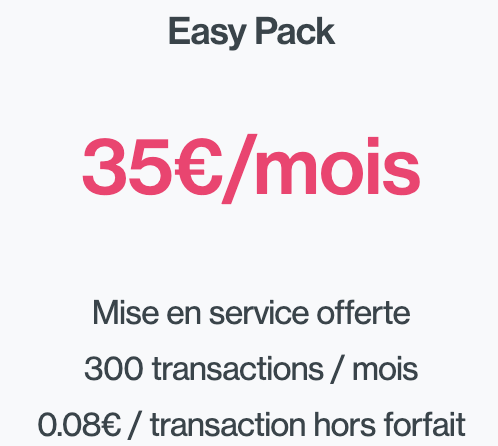 Easy Pack
35€/mois
Mise en service offerte
300 transactions / mois
0.08€ / transaction hors forfait